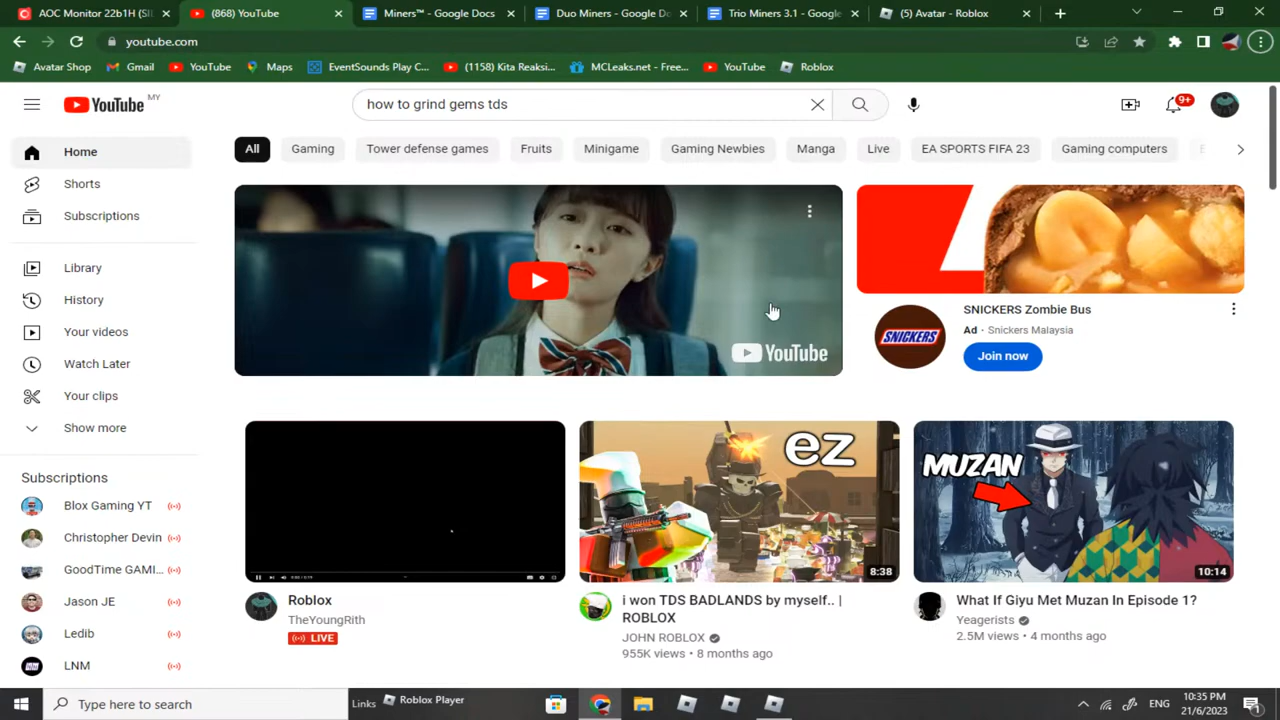 AOC Monitor 22b1H (SII
(868) YouTube
Miners™ - Google Docs
Duo Miners - Google Do
Trio Miners 3.1 - Google
(5) Avatar - Roblox
youtube.com
Avatar Shop
Gmail
YouTube
Maps
EventSounds Play C...
(1158) Kita Reaksi...
MCLeaks.net - Free...
YouTube
Roblox
YouTube MY
how to grind gems tds
9+
Home
Shorts
Subscriptions
Library
History
Your videos
Watch Later
Your clips
Show more
Subscriptions
Blox Gaming YT
Christopher Devin
GoodTime GAMI...
Jason JE
Ledib
LNM
All
Gaming
Tower defense games
Fruits
Minigame
Gaming Newbies
Manga
Live
EA SPORTS FIFA 23
Gaming computers
YouTube
SNICKERS
SNICKERS Zombie Bus
Ad · Snickers Malaysia
Join now
Roblox
TheYoungRith
LIVE
ez
8:38
i won TDS BADLANDS by myself.. |
ROBLOX
JOHN ROBLOX
955K views · 8 months ago
MUZAN
10:14
What If Giyu Met Muzan In Episode 1?
Yeagerists
2.5M views · 4 months ago
Type here to search
Links
Roblox Player
ENG
10:35 PM
21/6/2023
1